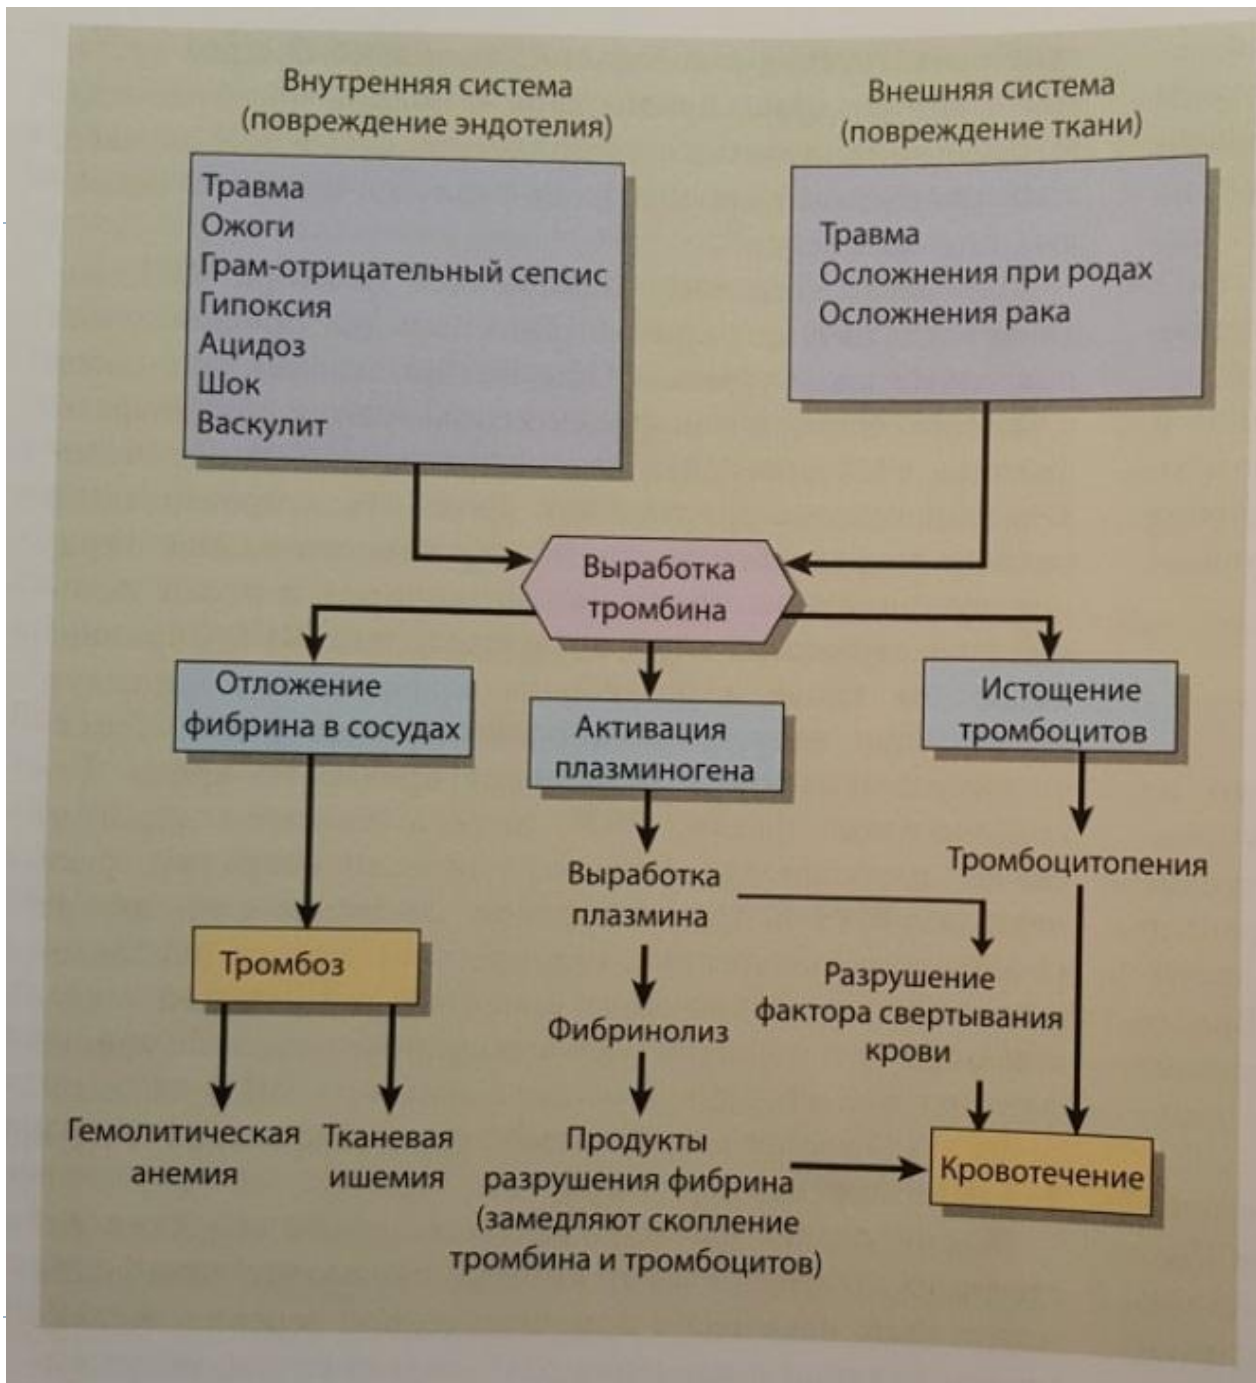 Внутренняя система
(повреждение эндотелия)
Внешняя система
(повреждение ткани)
Травма
Ожоги
Грам-отрицательный сепсис
Гипоксия
Ацидоз
Шок
Васкулит
Травма
Осложнения при родах
Осложнения рака
Выработка
тромбина
Отложение
фибрина в сосудах
Активация
плазминогена
Истощение
тромбоцитов
Выработка
плазмина
Тромбоцитопения
Тромбоз
Разрушение
фактора свертывания
крови
Фибринолиз
Гемолитическая
анемия
Тканевая
ишемия
Продукты
разрушения фибрина
(замедляют скопление
тромбина и тромбоцитов)
Кровотечение